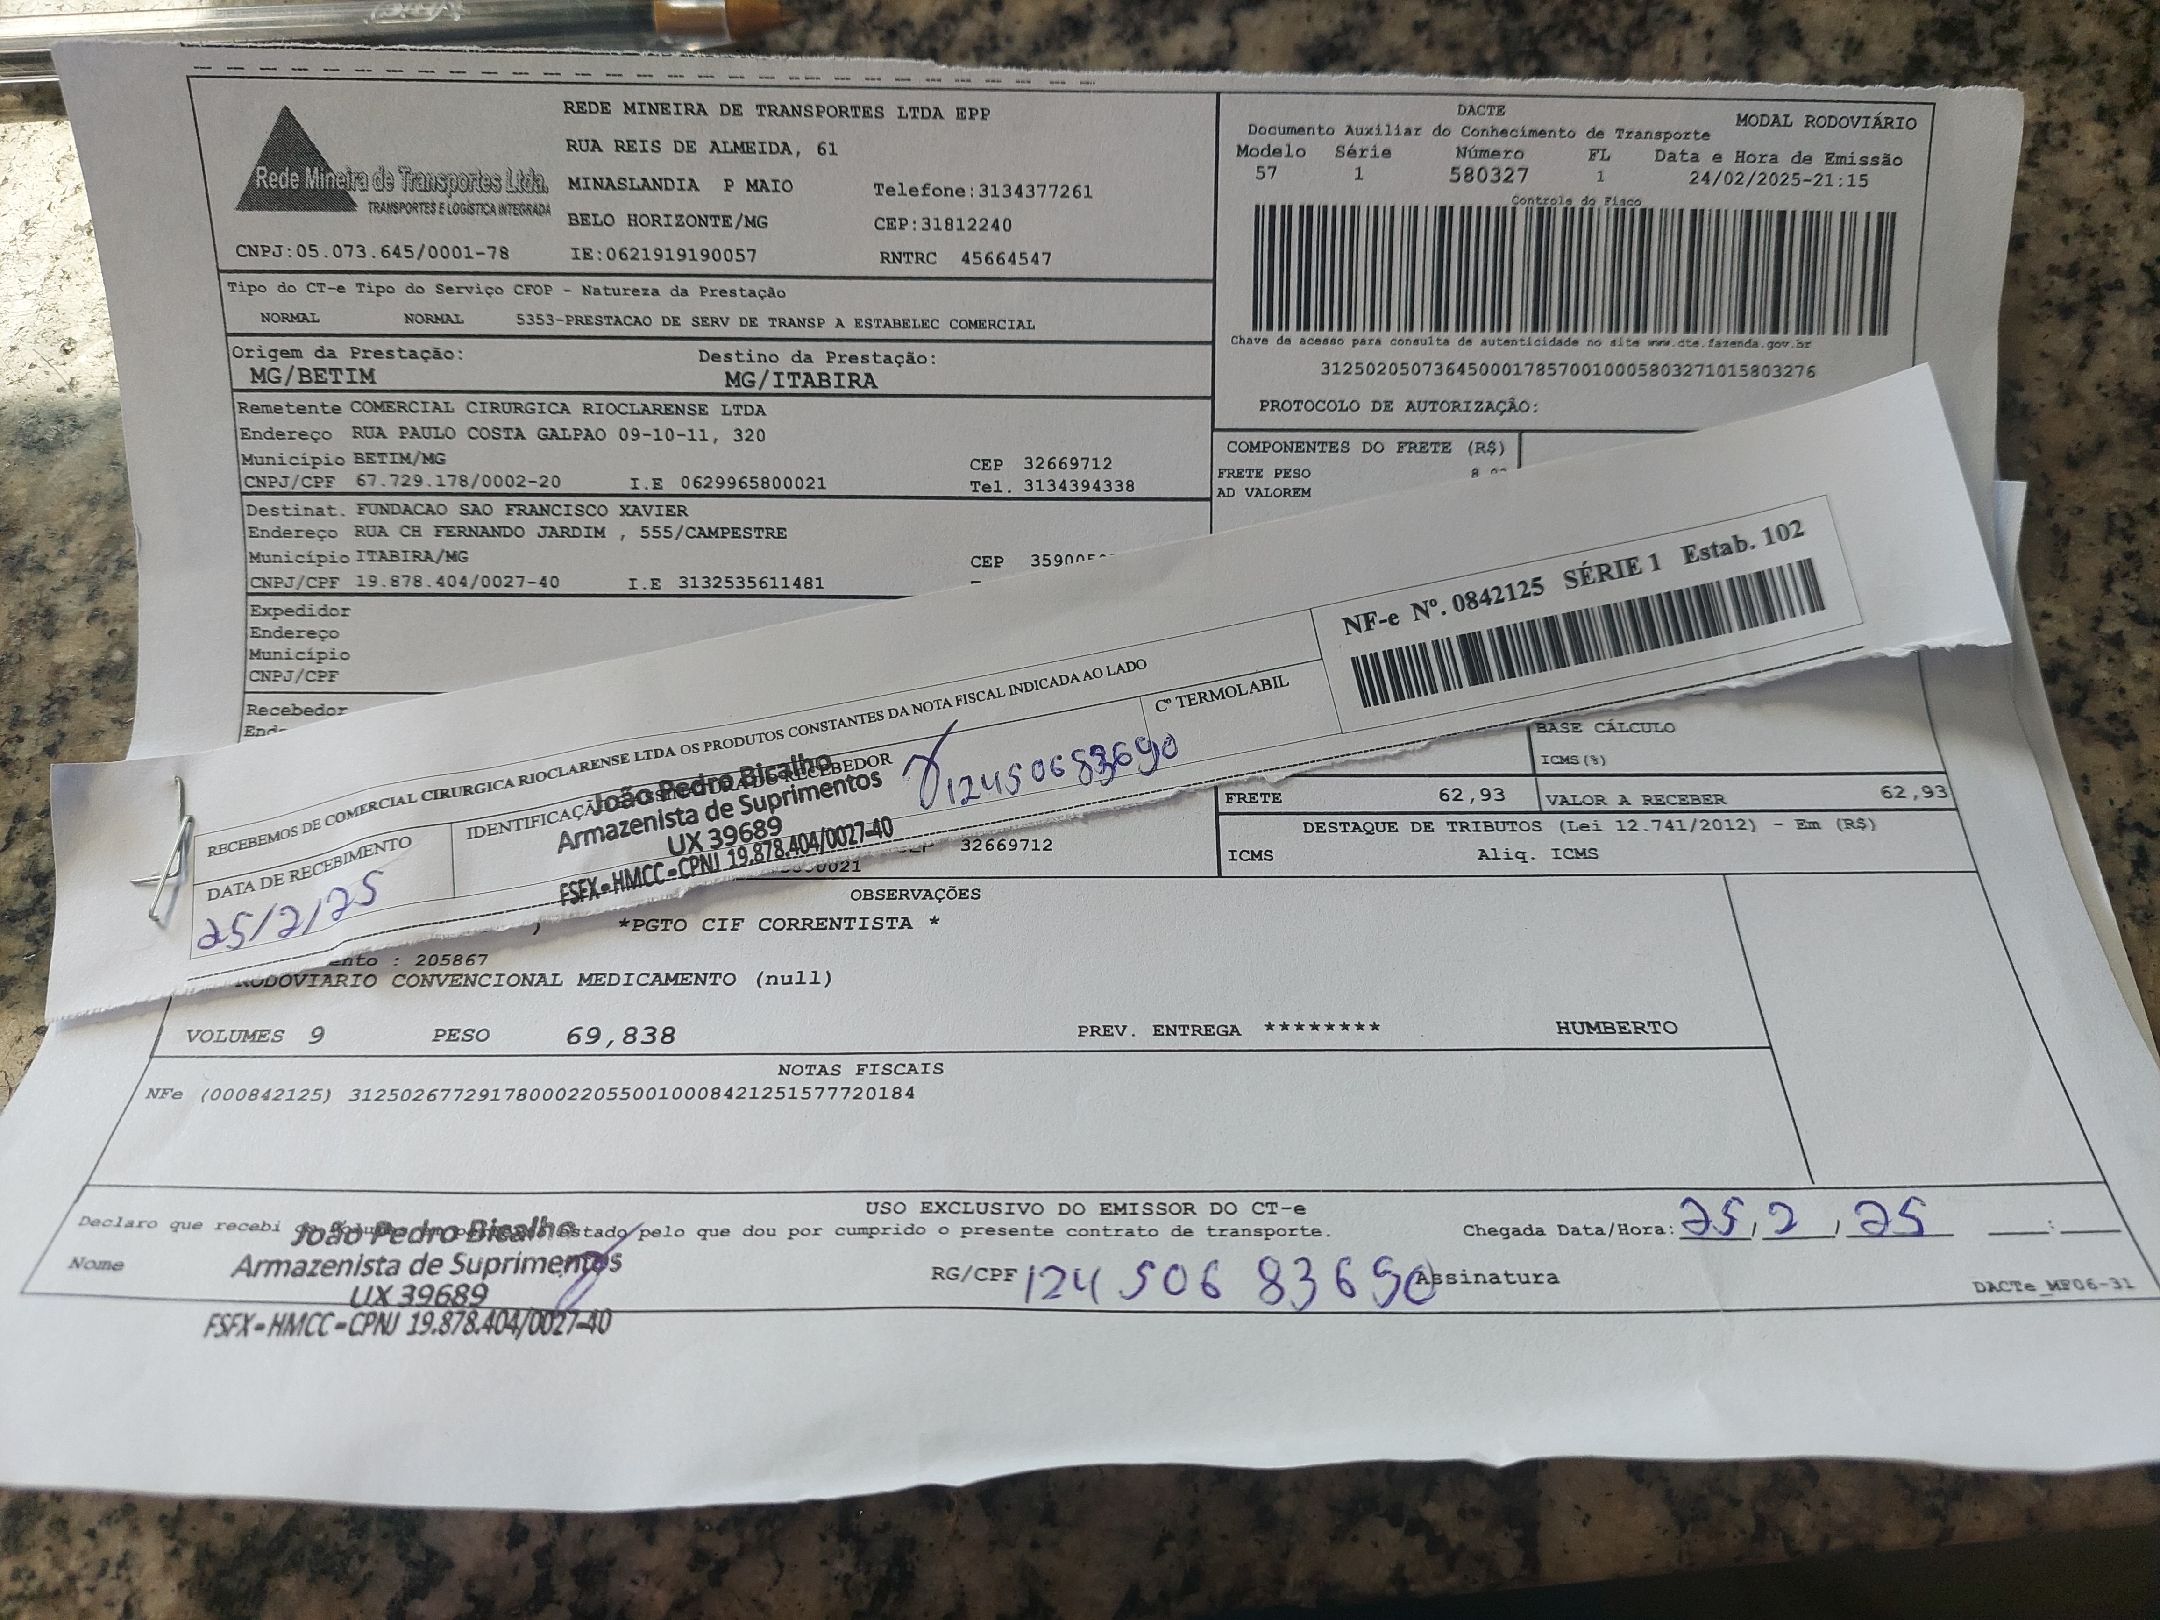 REDE MINEIRA DE TRANSPORTES LTDA EPP
RUA REIS DE ALMEIDA, 61
Rede Mineira de Transportes Ltda.
TRANSPORTES E LOGÍSTICA INTEGRADA
MINASLANDIA P MAIO Telefone:3134377261
BELO HORIZONTE/MG CEP:31812240
CNPJ:05.073.645/0001-78 IE:0621919190057 RNTRC 45664547
DACTE MODAL RODOVIÁRIO
Documento Auxiliar do Conhecimento de Transporte
Modelo Série Número FL Data e Hora de Emissão
57 1 580327 1 24/02/2025-21:15
Controle do Fisco
Chave de acesso para consulta de autenticidade no site www.cte.fazenda.gov.br
31250205073645000178570010005803271015803276
PROTOCOLO DE AUTORIZAÇÃO:
Tipo do CT-e Tipo do Serviço CFOP - Natureza da Prestação
NORMAL NORMAL 5353-PRESTACAO DE SERV DE TRANSP A ESTABELEC COMERCIAL
Origem da Prestação: Destino da Prestação:
MG/BETIM MG/ITABIRA
Remetente COMERCIAL CIRURGICA RIOCLARENSE LTDA
Endereço RUA PAULO COSTA GALPAO 09-10-11, 320
Município BETIM/MG CEP 32669712
CNPJ/CPF 67.729.178/0002-20 I.E 0629965800021 Tel. 3134394338
COMPONENTES DO FRETE (R$)
FRETE PESO
AD VALOREM
Destinat. FUNDACAO SAO FRANCISCO XAVIER
Endereço RUA CH FERNANDO JARDIM , 555/CAMPESTRE
Município ITABIRA/MG CEP
CNPJ/CPF 19.878.404/0027-40 I.E 3132535611481
Expedidor
Endereço
Município
CNPJ/CPF
Recebedor
RECEBEMOS DE COMERCIAL CIRURGICA RIOCLARENSE LTDA OS PRODUTOS CONSTANTES DA NOTA FISCAL INDICADA AO LADO
DATA DE RECEBIMENTO
25/2/25
RECEBEDOR
João Pedro Bicalho
Armazenista de Suprimentos
UX 39689
FSFX-HMCC-CPNJ 19.878.404/0027-40
12450683690
Cº TERMOLABIL
NF-e Nº. 0842125 SÉRIE 1 Estab. 102
BASE CÁLCULO
ICMS(%)
FRETE 62,93 VALOR A RECEBER 62,93
DESTAQUE DE TRIBUTOS (Lei 12.741/2012) - Em (R$)
ICMS Aliq. ICMS
32669712
OBSERVAÇÕES
*PGTO CIF CORRENTISTA *
: 205867
RODOVIARIO CONVENCIONAL MEDICAMENTO (null)
VOLUMES 9 PESO 69,838 PREV. ENTREGA ******** HUMBERTO
NOTAS FISCAIS
NFe (000842125) 31250267729178000220550010008421251577720184
USO EXCLUSIVO DO EMISSOR DO CT-e
Declaro que recebi estado pelo que dou por cumprido o presente contrato de transporte. Chegada Data/Hora: 25/2/25 __:__
Nome RG/CPF 124 506 83690 Assinatura
João Pedro Bicalho
Armazenista de Suprimentos
UX 39689
FSFX-HMCC-CPNJ 19.878.404/0027-40
DACTe_MF06-31